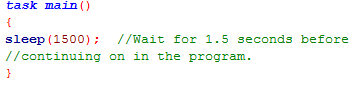 task main()
{
sleep(1500);  //Wait for 1.5 seconds before
//continuing on in the program.
}